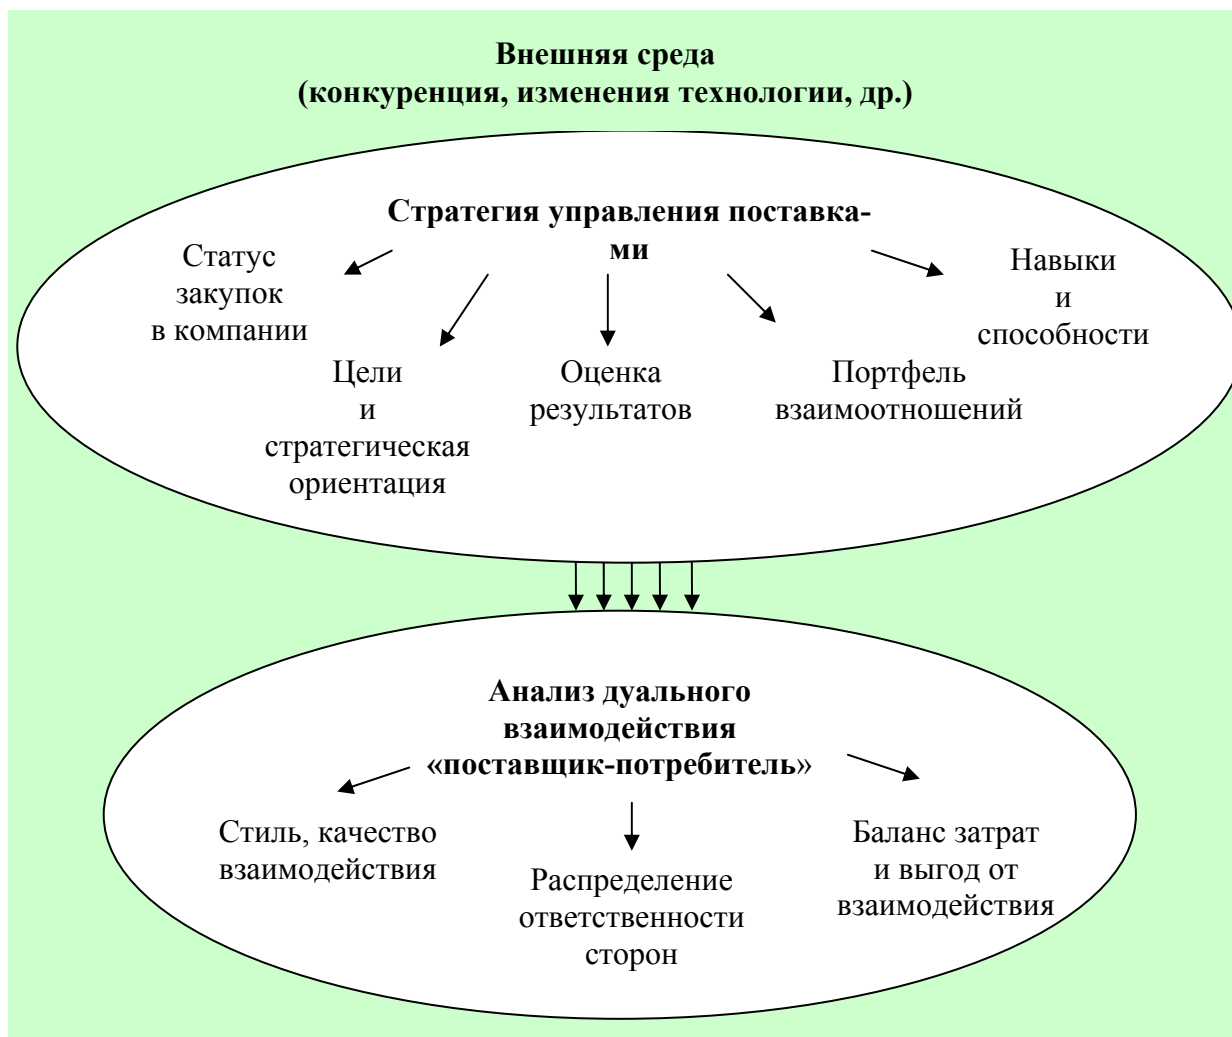 Внешняя среда
(конкуренция, изменения технологии, др.)
Стратегия управления поставка-
ми
Статус
закупок
в компании
Цели
и
стратегическая
ориентация
Оценка
результатов
Портфель
взаимоотношений
Навыки
и
способности
Анализ дуального
взаимодействия
«поставщик-потребитель»
Стиль, качество
взаимодействия
Распределение
ответственности
сторон
Баланс затрат
и выгод от
взаимодействия